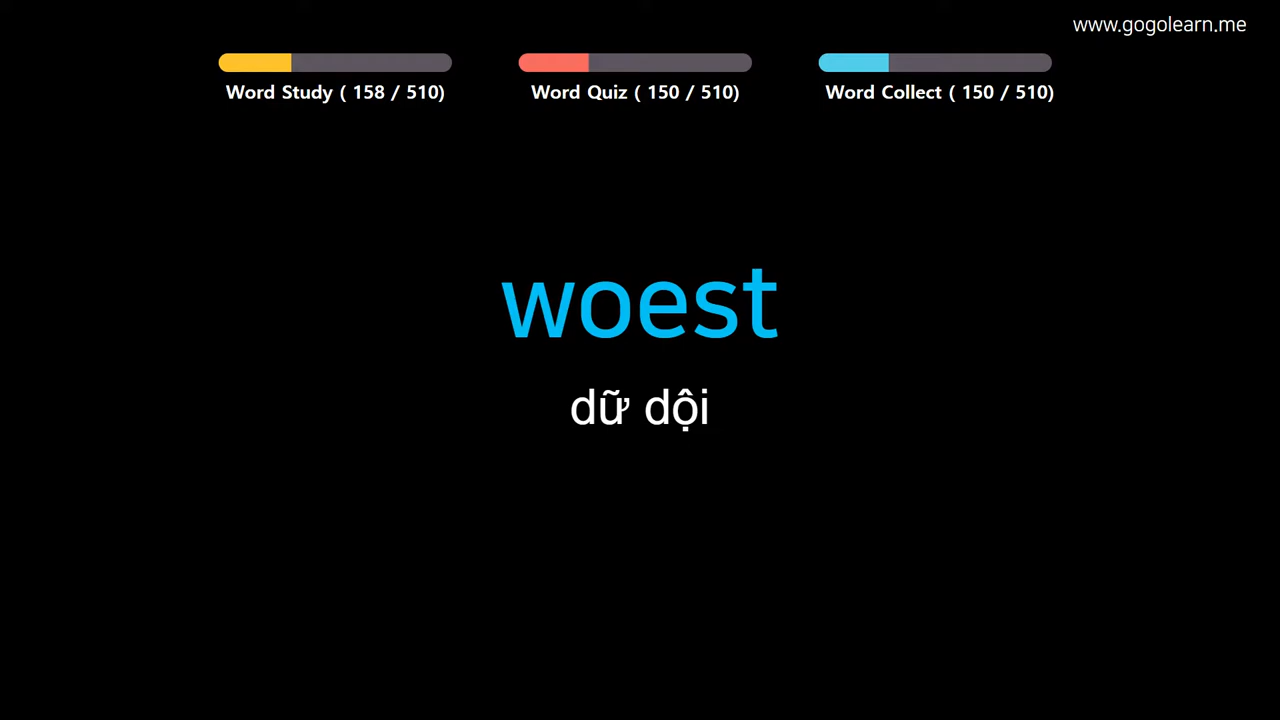 www.gogolearn.me
Word Study ( 158 / 510)
Word Quiz ( 150 / 510)
Word Collect ( 150 / 510)
woest
dữ dội